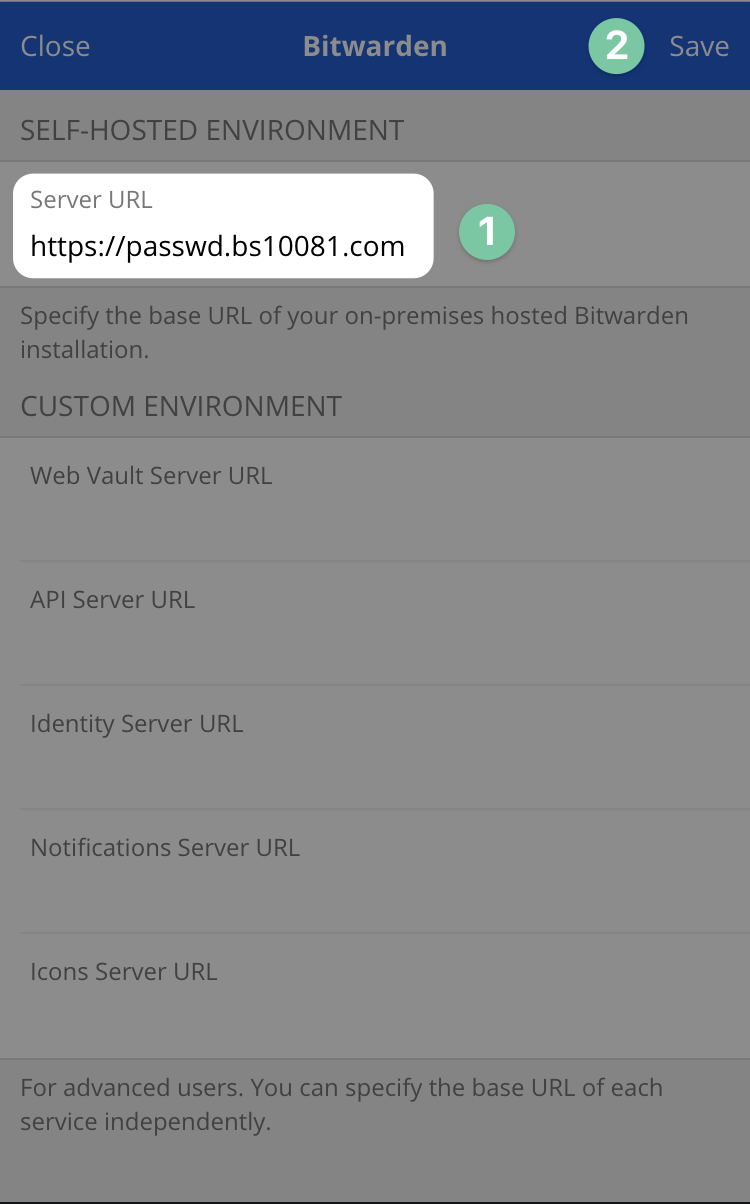 Close Bitwarden 2 Save
SELF-HOSTED ENVIRONMENT
Server URL
https://passwd.bs10081.com
1
Specify the base URL of your on-premises hosted Bitwarden
installation.
CUSTOM ENVIRONMENT
Web Vault Server URL
API Server URL
Identity Server URL
Notifications Server URL
Icons Server URL
For advanced users. You can specify the base URL of each
service independently.